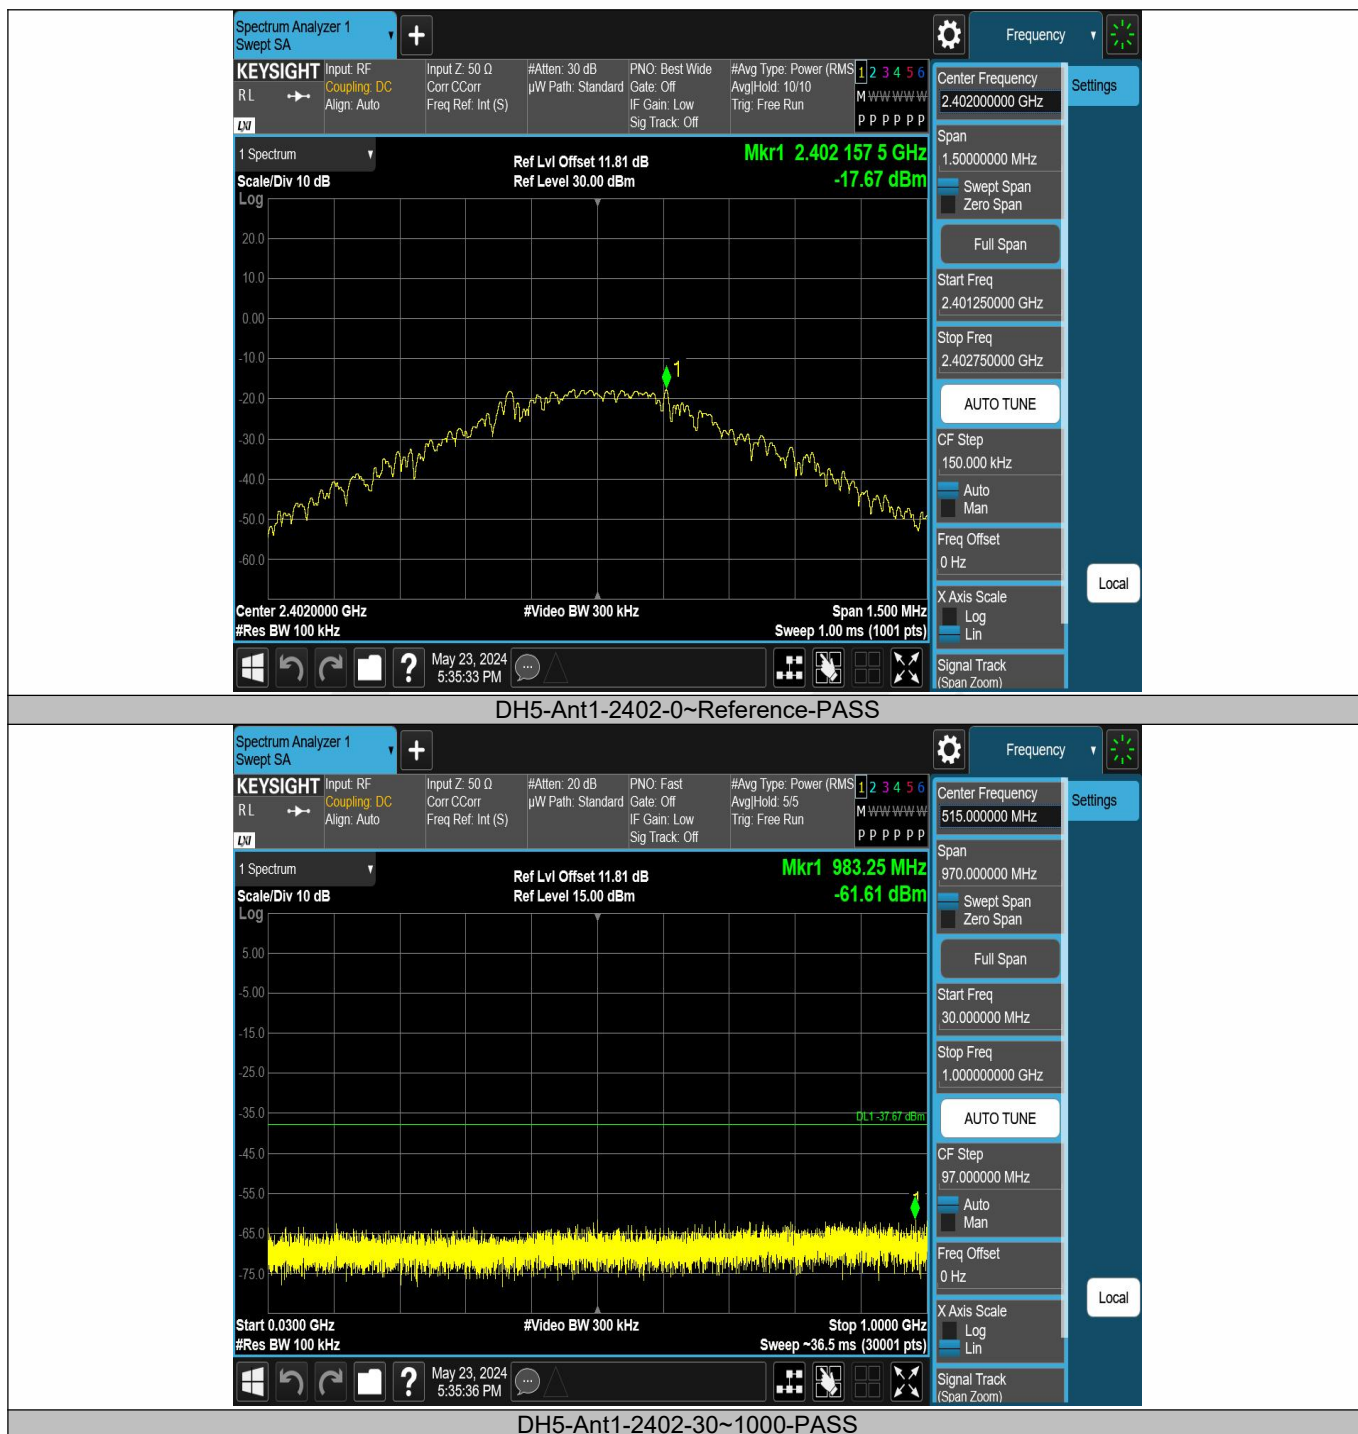 Spectrum Analyzer 1
Swept SA
Frequency
KEYSIGHT
RL
LXI
Input: RF
Coupling: DC
Align: Auto
Input Z: 50 Ω
Corr CCorr
Freq Ref: Int (S)
#Atten: 30 dB
µW Path: Standard
PNO: Best Wide
Gate: Off
IF Gain: Low
Sig Track: Off
#Avg Type: Power (RMS
Avg|Hold: 10/10
Trig: Free Run
1 2 3 4 5 6
M W W W W W
P P P P P P
1 Spectrum
Scale/Div 10 dB
Log
Ref Lvl Offset 11.81 dB
Ref Level 30.00 dBm
Mkr1 2.402 157 5 GHz
-17.67 dBm
20.0
10.0
0.00
-10.0
-20.0
-30.0
-40.0
-50.0
-60.0
1
Center 2.4020000 GHz
#Res BW 100 kHz
#Video BW 300 kHz
Span 1.500 MHz
Sweep 1.00 ms (1001 pts)
Center Frequency
2.402000000 GHz
Settings
Span
1.50000000 MHz
Swept Span
Zero Span
Full Span
Start Freq
2.401250000 GHz
Stop Freq
2.402750000 GHz
AUTO TUNE
CF Step
150.000 kHz
Auto
Man
Freq Offset
0 Hz
Local
X Axis Scale
Log
Lin
Signal Track
(Span Zoom)
May 23, 2024
5:35:33 PM
DH5-Ant1-2402-0~Reference-PASS
Spectrum Analyzer 1
Swept SA
Frequency
KEYSIGHT
RL
LXI
Input: RF
Coupling: DC
Align: Auto
Input Z: 50 Ω
Corr CCorr
Freq Ref: Int (S)
#Atten: 20 dB
µW Path: Standard
PNO: Fast
Gate: Off
IF Gain: Low
Sig Track: Off
#Avg Type: Power (RMS
Avg|Hold: 5/5
Trig: Free Run
1 2 3 4 5 6
M W W W W W
P P P P P P
1 Spectrum
Scale/Div 10 dB
Log
Ref Lvl Offset 11.81 dB
Ref Level 15.00 dBm
Mkr1 983.25 MHz
-61.61 dBm
5.00
-5.00
-15.0
-25.0
-35.0
-45.0
-55.0
-65.0
-75.0
DL1 -37.67 dBm
1
Start 0.0300 GHz
#Res BW 100 kHz
#Video BW 300 kHz
Stop 1.0000 GHz
Sweep ~36.5 ms (30001 pts)
Center Frequency
515.000000 MHz
Settings
Span
970.000000 MHz
Swept Span
Zero Span
Full Span
Start Freq
30.000000 MHz
Stop Freq
1.000000000 GHz
AUTO TUNE
CF Step
97.000000 MHz
Auto
Man
Freq Offset
0 Hz
Local
X Axis Scale
Log
Lin
Signal Track
(Span Zoom)
May 23, 2024
5:35:36 PM
DH5-Ant1-2402-30~1000-PASS